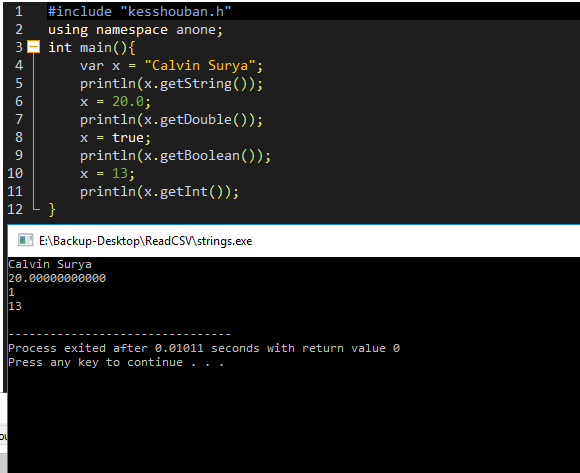 1 #include "kesshouban.h"
2 using namespace anone;
3 int main(){
4 var x = "Calvin Surya";
5 println(x.getString());
6 x = 20.0;
7 println(x.getDouble());
8 x = true;
9 println(x.getBoolean());
10 x = 13;
11 println(x.getInt());
12 }
E:\Backup-Desktop\ReadCSV\strings.exe
Calvin Surya
20.00000000000
1
13
--------------------------------
Process exited after 0.01011 seconds with return value 0
Press any key to continue . . .